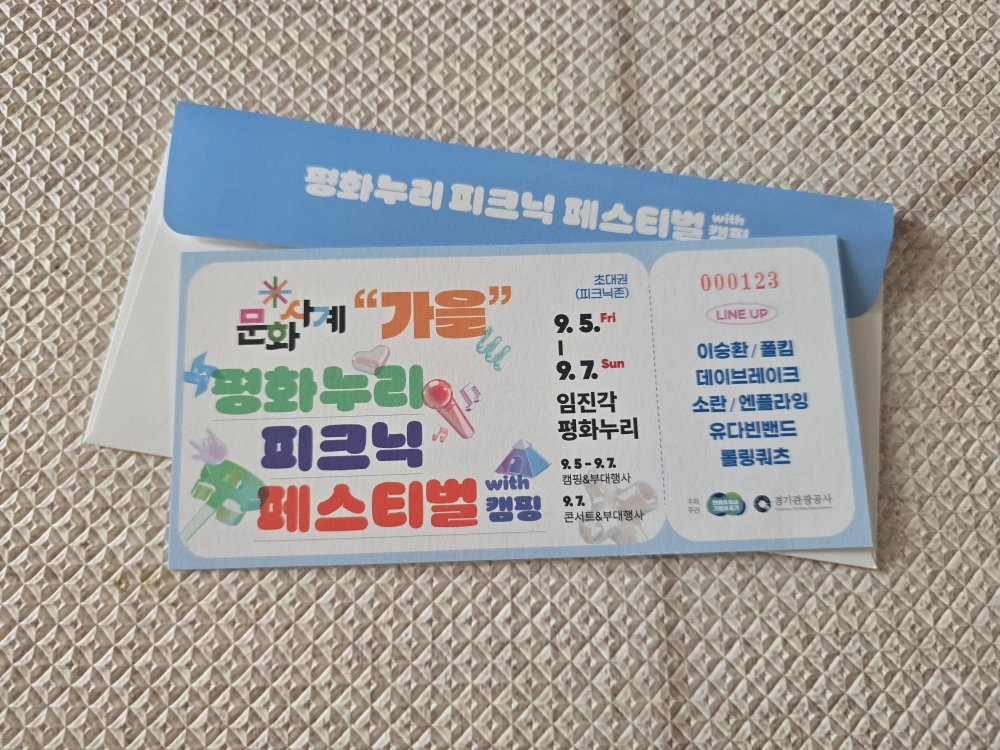 평화누리 피크닉 페스티벌 with 캠핑
문화사계 “가을”
평화누리
피크닉
페스티벌 with 캠핑
초대권
(피크닉존)
9. 5. Fri
9. 7. Sun
임진각
평화누리
9. 5 - 9. 7.
캠핑&부대행사
9. 7.
콘서트&부대행사
000123
LINE UP
이승환 / 폴킴
데이브레이크
소란 / 엔플라잉
유다빈밴드
롤링쿼츠
주최
주관
경기관광공사